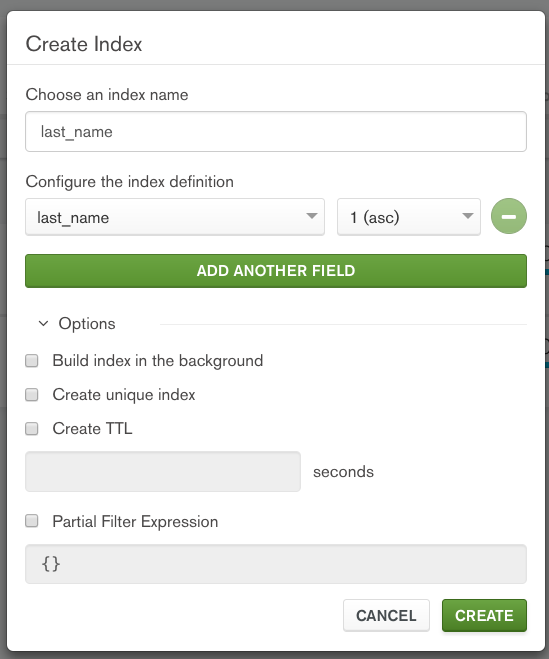 Create Index
Choose an index name
last_name
Configure the index definition
last_name 1 (asc)
ADD ANOTHER FIELD
Options
Build index in the background
Create unique index
Create TTL
seconds
Partial Filter Expression
{}
CANCEL CREATE